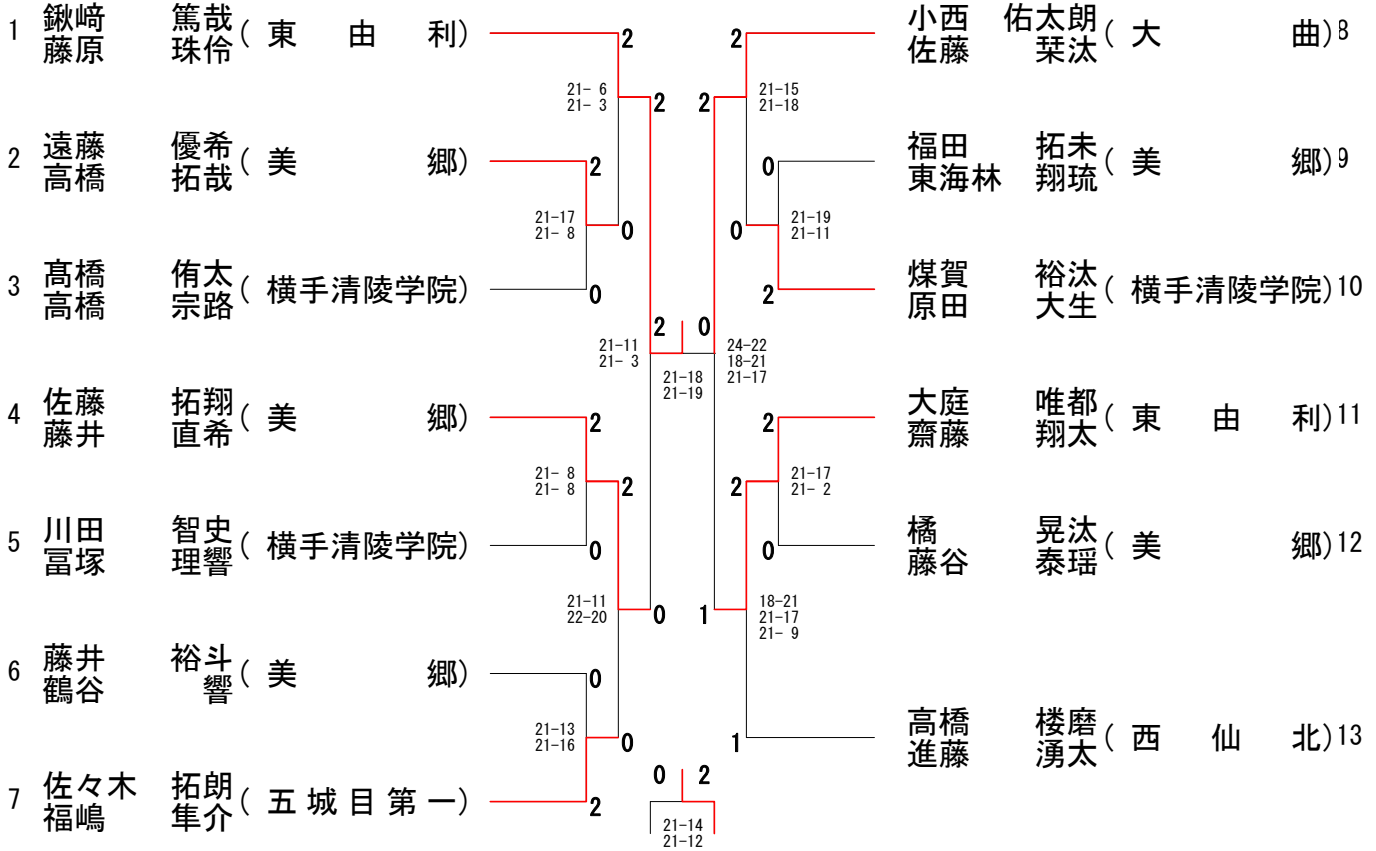 1 鍬﨑 篤哉 ( 東 由 利)
藤原 珠伶
2 遠藤 優希 ( 美 郷)
高橋 拓哉
3 髙橋 侑太 ( 横手清陵学院)
高橋 宗路
4 佐藤 拓翔 ( 美 郷)
藤井 直希
5 川田 智史 ( 横手清陵学院)
冨塚 理響
6 藤井 裕斗 ( 美 郷)
鶴谷 響
7 佐々木 拓朗 ( 五城目第一)
福嶋 隼介
2
21- 6
21- 3
2
2
21-17
21- 8
0
0
2
21-11
21- 3
2
21- 8
21- 8
2
0
21-11
22-20
0
0
21-13
21-16
0
2
21-18
21-19
0 2
21-14
21-12
2
21-15
21-18
2
0
0
21-19
21-11
2
0
24-22
18-21
21-17
2
21-17
21- 2
2
0
1
18-21
21-17
21- 9
1
小西 佑太朗 ( 大 曲) 8
佐藤 栞汰
福田 拓未 ( 美 郷) 9
東海林 翔琉
煤賀 裕汰 ( 横手清陵学院) 10
原田 大生
大庭 唯都 ( 東 由 利) 11
齋藤 翔太
橘 晃汰 ( 美 郷) 12
藤谷 泰瑶
高橋 楼磨 ( 西 仙 北) 13
進藤 湧太